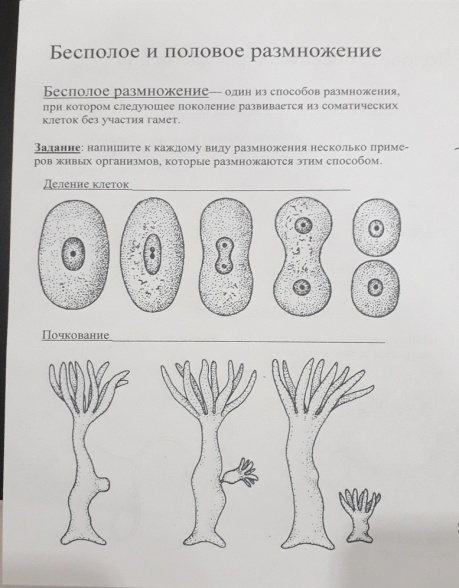 Бесполое и половое размножение
Бесполое размножение— один из способов размножения,
при котором следующее поколение развивается из соматических
клеток без участия гамет.
Задание: напишите к каждому виду размножения несколько приме-
ров живых организмов, которые размножаются этим способом.
Деление клеток
Почкование